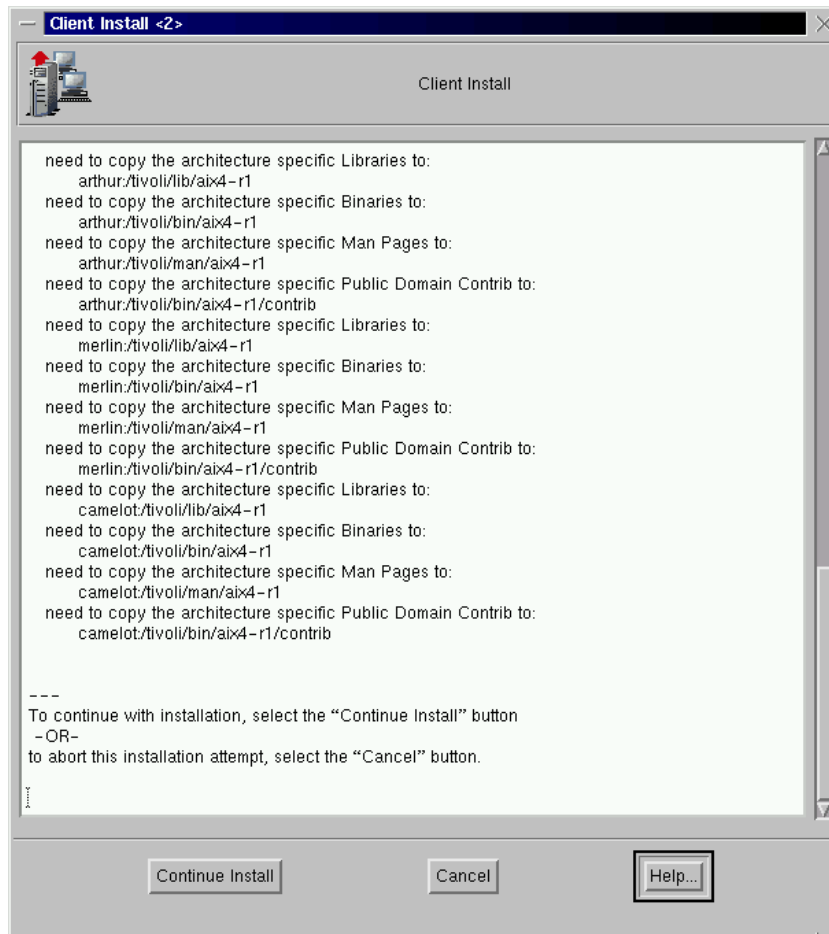 Client Install <2>
Client Install
need to copy the architecture specific Libraries to:
arthur:/tivoli/lib/aix4-r1
need to copy the architecture specific Binaries to:
arthur:/tivoli/bin/aix4-r1
need to copy the architecture specific Man Pages to:
arthur:/tivoli/man/aix4-r1
need to copy the architecture specific Public Domain Contrib to:
arthur:/tivoli/bin/aix4-r1/contrib
need to copy the architecture specific Libraries to:
merlin:/tivoli/lib/aix4-r1
need to copy the architecture specific Binaries to:
merlin:/tivoli/bin/aix4-r1
need to copy the architecture specific Man Pages to:
merlin:/tivoli/man/aix4-r1
need to copy the architecture specific Public Domain Contrib to:
merlin:/tivoli/bin/aix4-r1/contrib
need to copy the architecture specific Libraries to:
camelot:/tivoli/lib/aix4-r1
need to copy the architecture specific Binaries to:
camelot:/tivoli/bin/aix4-r1
need to copy the architecture specific Man Pages to:
camelot:/tivoli/man/aix4-r1
need to copy the architecture specific Public Domain Contrib to:
camelot:/tivoli/bin/aix4-r1/contrib
---
To continue with installation, select the “Continue Install” button
-OR-
to abort this installation attempt, select the “Cancel” button.
Continue Install
Cancel
Help...